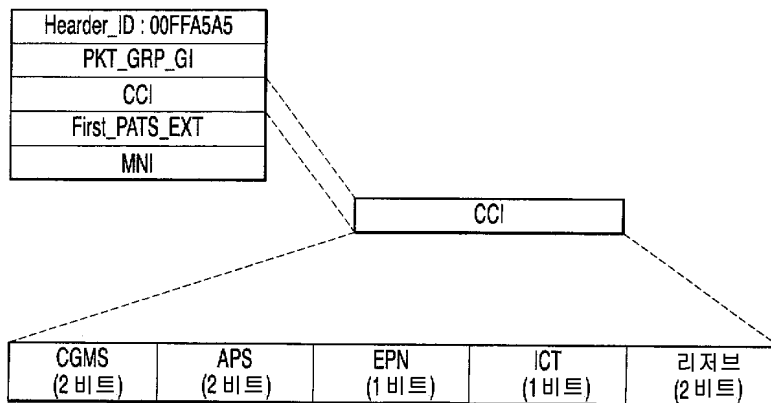 Hearder_ID : 00FFA5A5
PKT_GRP_GI
CCI
First_PATS_EXT
MNI
CCI
CGMS
(2 비트)
APS
(2 비트)
EPN
(1 비트)
ICT
(1 비트)
리저브
(2 비트)